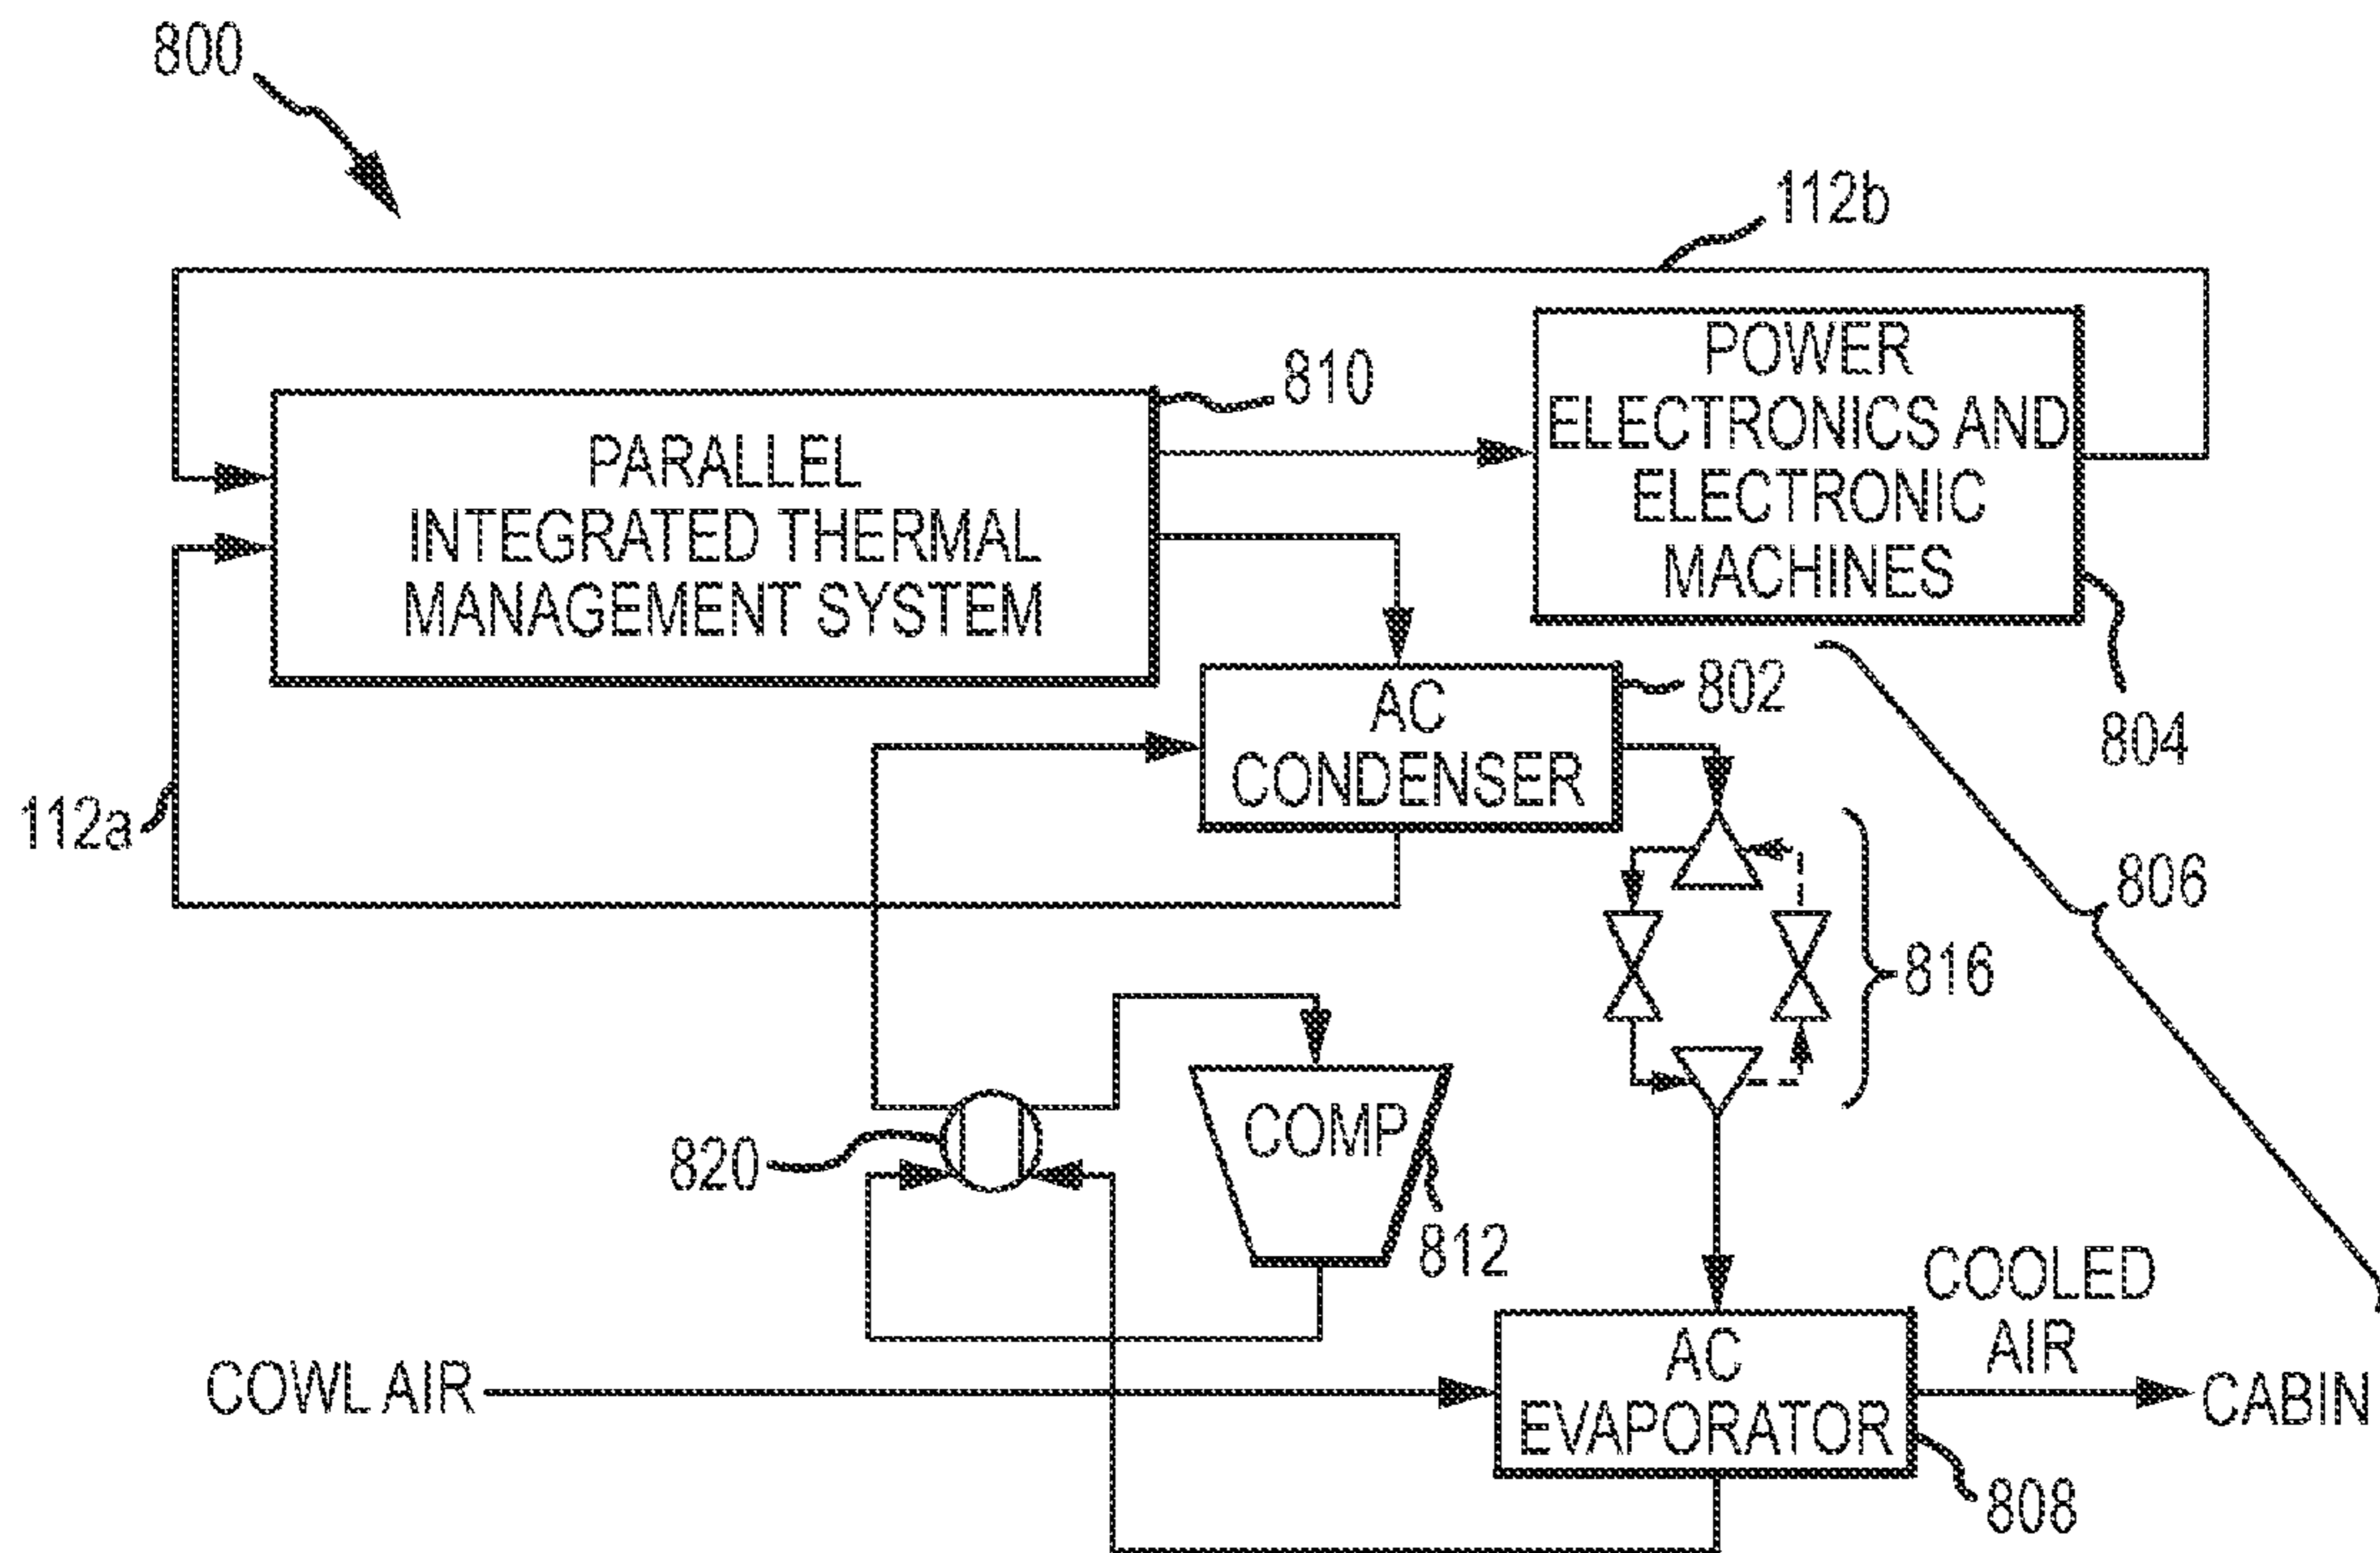 800
112b
810
POWER
ELECTRONICS AND
ELECTRONIC
MACHINES
PARALLEL
INTEGRATED THERMAL
MANAGEMENT SYSTEM
802
804
AC
CONDENSER
112a
806
816
820
COMP
812
COWL AIR
AC
EVAPORATOR
COOLED
AIR
CABIN
808